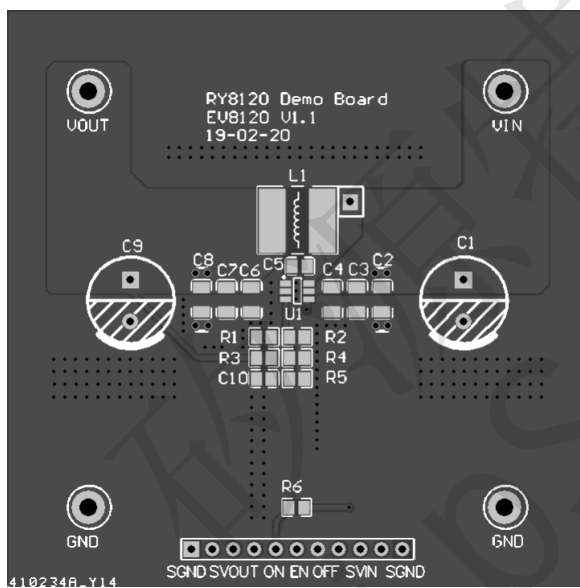 VOUT
RY8120 Demo Board
EV8120 V1.1
19-02-20
VIN
L1
C9
C8
C7 C6
C5
C4 C3
C2
C1
U1
R1
R2
R3
R4
C10
R5
R6
GND
GND
SGND SVOUT ON EN OFF SVIN SGND
410234A_Y14